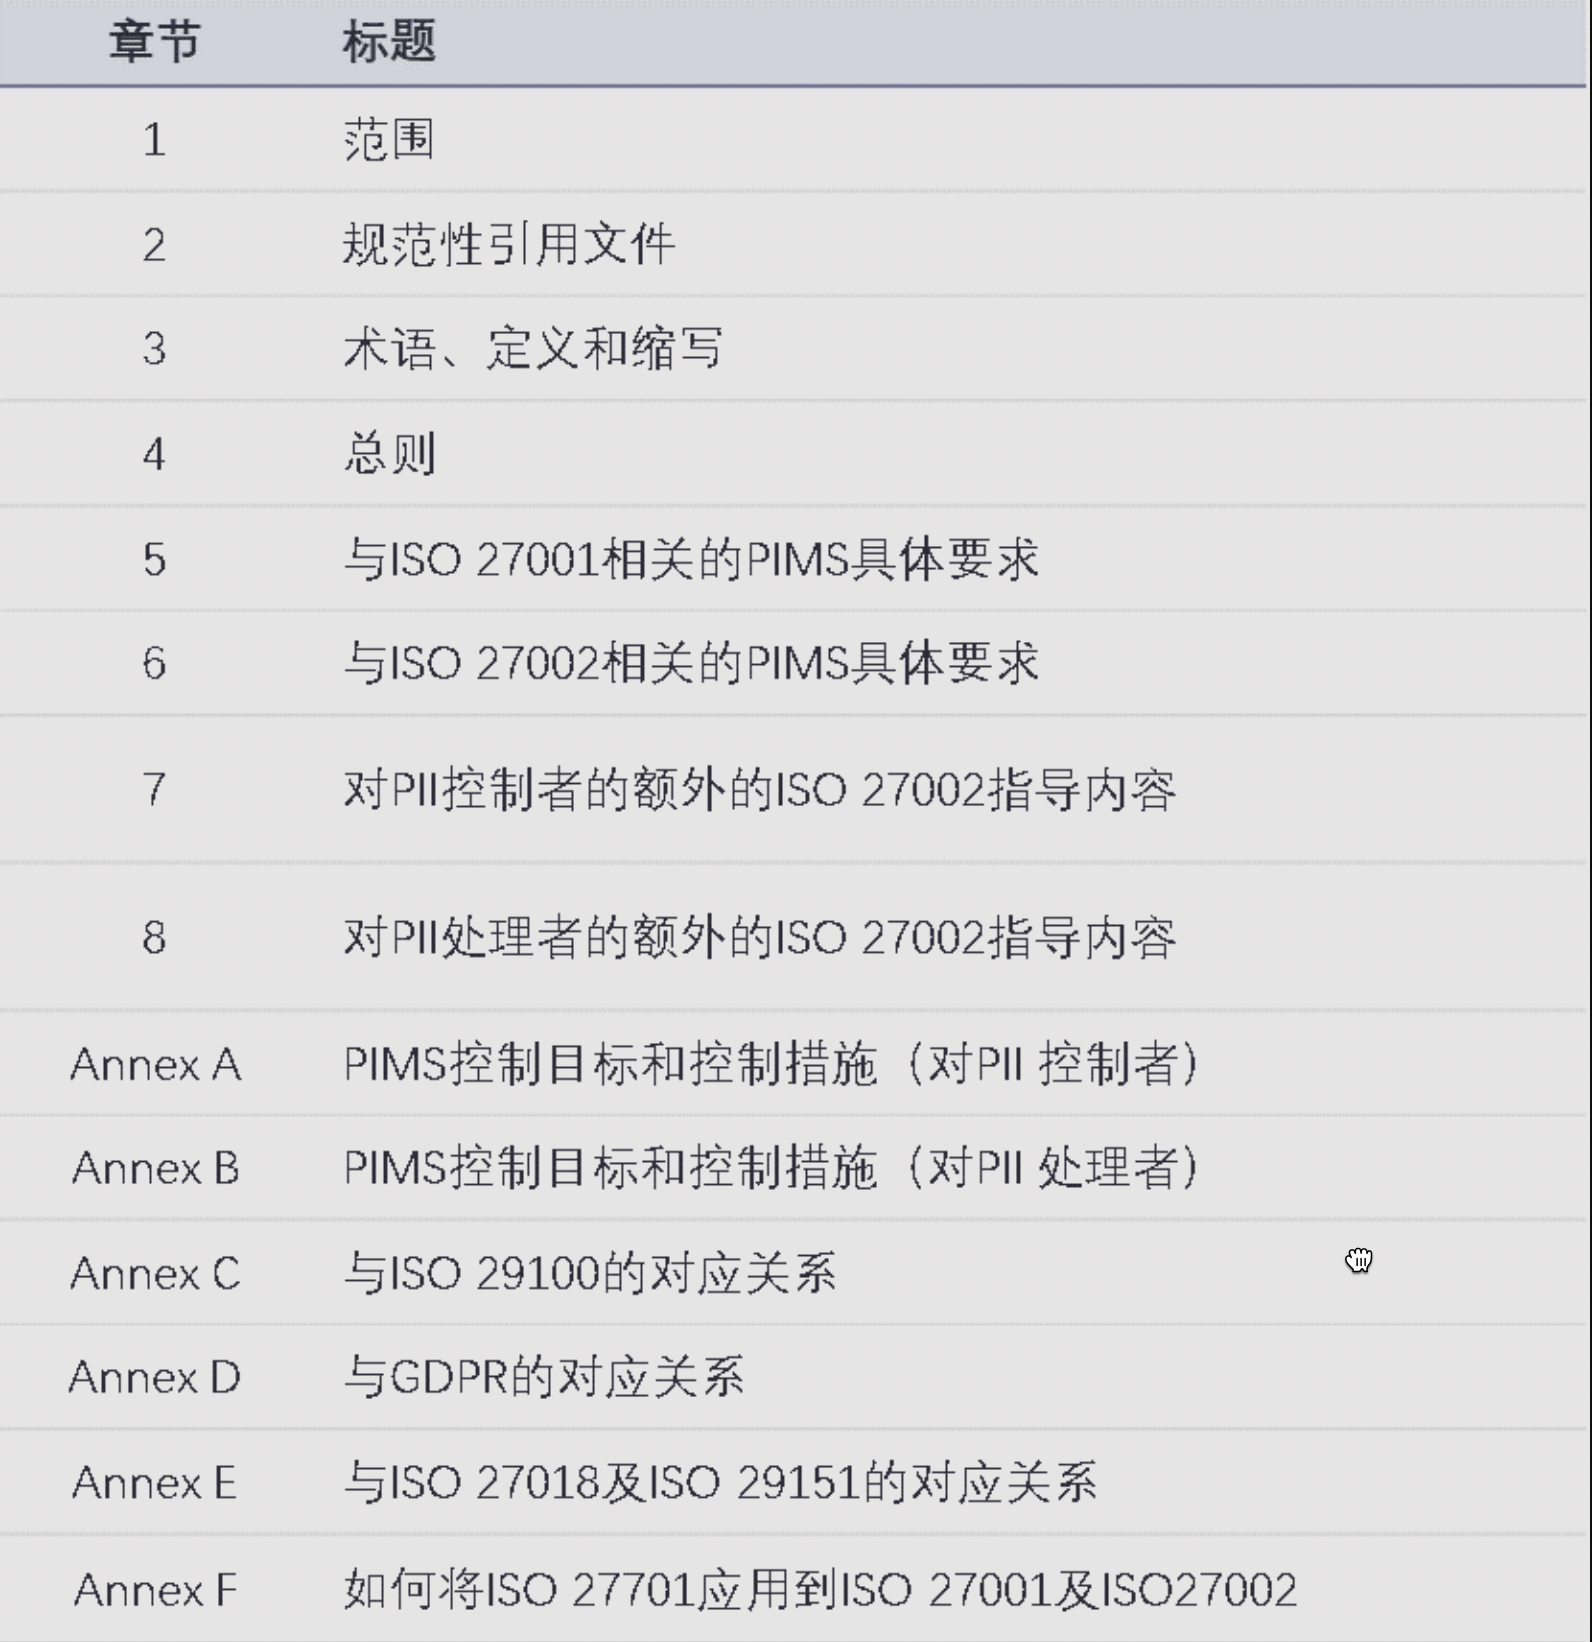 章节 标题
1 范围
2 规范性引用文件
3 术语、定义和缩写
4 总则
5 与ISO 27001相关的PIMS具体要求
6 与ISO 27002相关的PIMS具体要求
7 对PII控制者的额外的ISO 27002指导内容
8 对PII处理者的额外的ISO 27002指导内容
Annex A PIMS控制目标和控制措施（对PII 控制者）
Annex B PIMS控制目标和控制措施（对PII 处理者）
Annex C 与ISO 29100的对应关系
Annex D 与GDPR的对应关系
Annex E 与ISO 27018及ISO 29151的对应关系
Annex F 如何将ISO 27701应用到ISO 27001及ISO27002